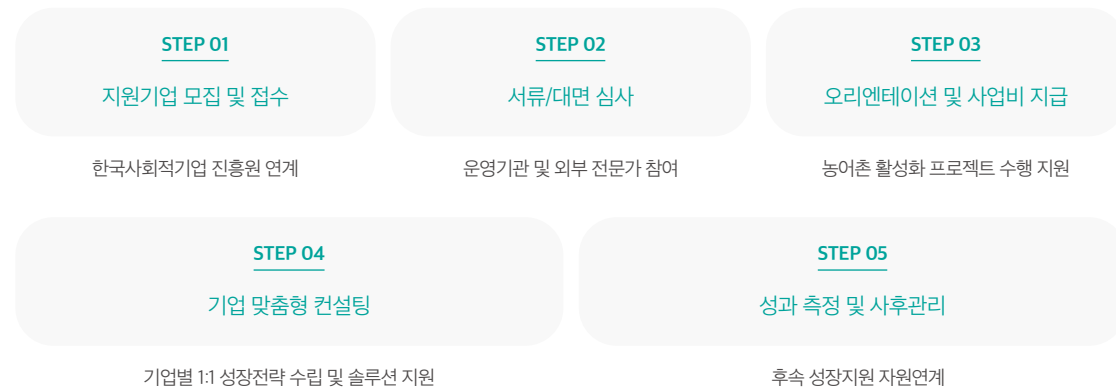 STEP 01
지원기업 모집 및 접수
한국사회적기업 진흥원 연계
STEP 02
서류/대면 심사
운영기관 및 외부 전문가 참여
STEP 03
오리엔테이션 및 사업비 지급
농어촌 활성화 프로젝트 수행 지원
STEP 04
기업 맞춤형 컨설팅
기업별 1:1 성장전략 수립 및 솔루션 지원
STEP 05
성과 측정 및 사후관리
후속 성장지원 자원연계